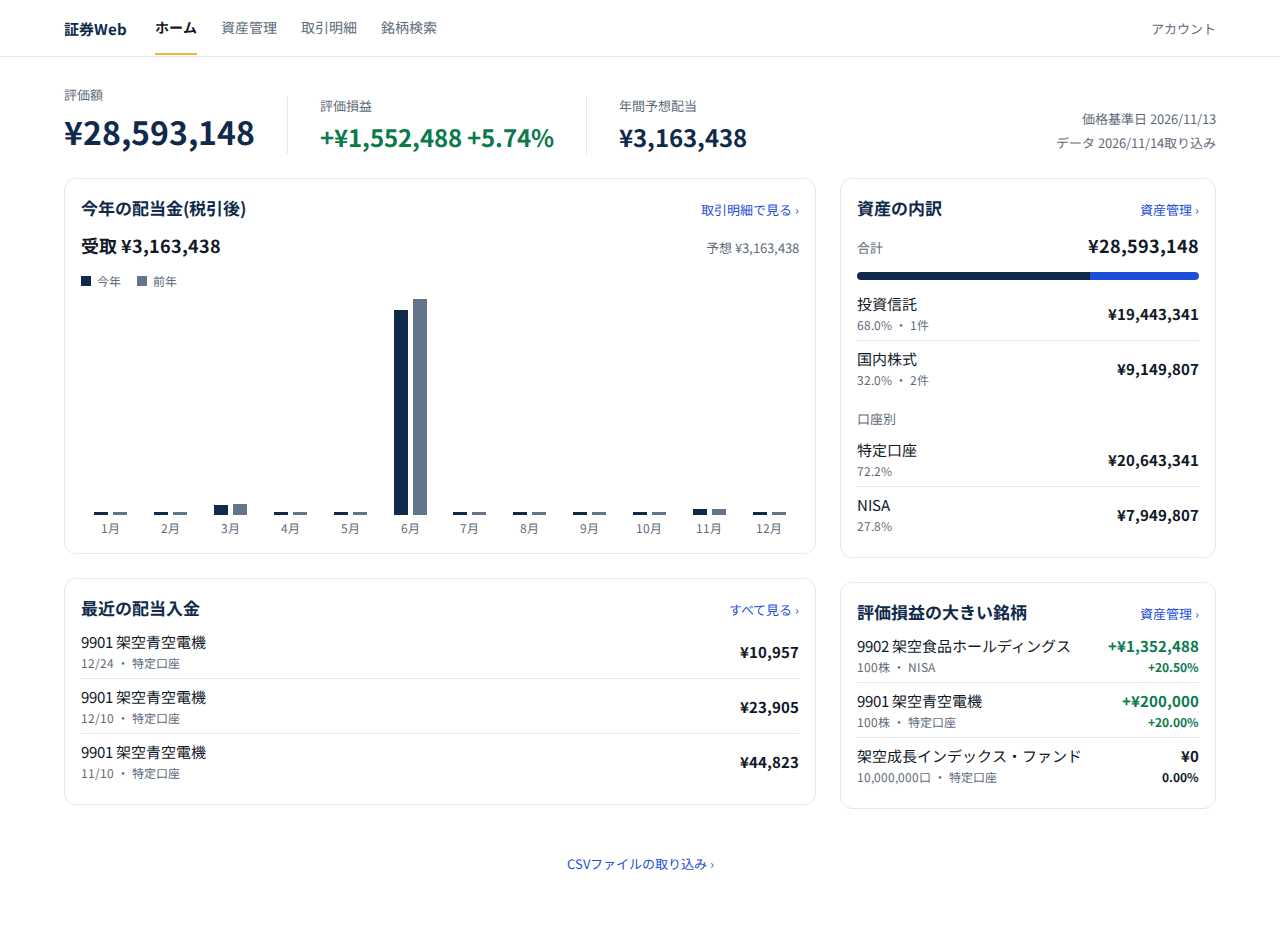 証券Web ホーム 資産管理 取引明細 銘柄検索 アカウント
評価額
¥28,593,148
評価損益
+¥1,552,488 +5.74%
年間予想配当
¥3,163,438
価格基準日 2026/11/13
データ 2026/11/14取り込み
今年の配当金(税引後) 取引明細で見る ›
受取 ¥3,163,438 予想 ¥3,163,438
今年 前年
1月 2月 3月 4月 5月 6月 7月 8月 9月 10月 11月 12月
資産の内訳 資産管理 ›
合計 ¥28,593,148
投資信託 ¥19,443,341
68.0% ・ 1件
国内株式 ¥9,149,807
32.0% ・ 2件
口座別
特定口座 ¥20,643,341
72.2%
NISA ¥7,949,807
27.8%
最近の配当入金 すべて見る ›
9901 架空青空電機 ¥10,957
12/24 ・ 特定口座
9901 架空青空電機 ¥23,905
12/10 ・ 特定口座
9901 架空青空電機 ¥44,823
11/10 ・ 特定口座
評価損益の大きい銘柄 資産管理 ›
9902 架空食品ホールディングス +¥1,352,488
100株 ・ NISA +20.50%
9901 架空青空電機 +¥200,000
100株 ・ 特定口座 +20.00%
架空成長インデックス・ファンド ¥0
10,000,000口 ・ 特定口座 0.00%
CSVファイルの取り込み ›